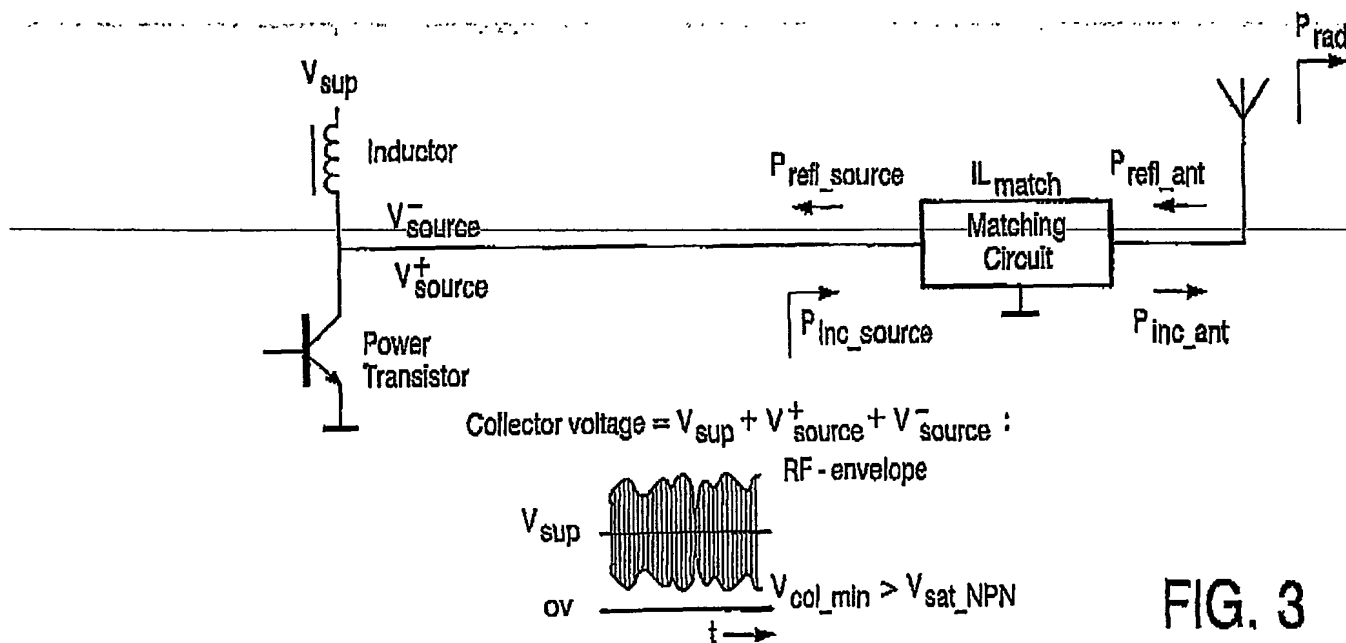 P_rad
V_sup
Inductor
P_refl_source
IL_match
P_refl_ant
V^-_source
Matching
Circuit
V^+_source
P_inc_source
P_inc_ant
Power
Transistor
Collector voltage = V_sup + V^+_source + V^-_source :
RF - envelope
V_sup
0V
V_col_min > V_sat_NPN
t
FIG. 3